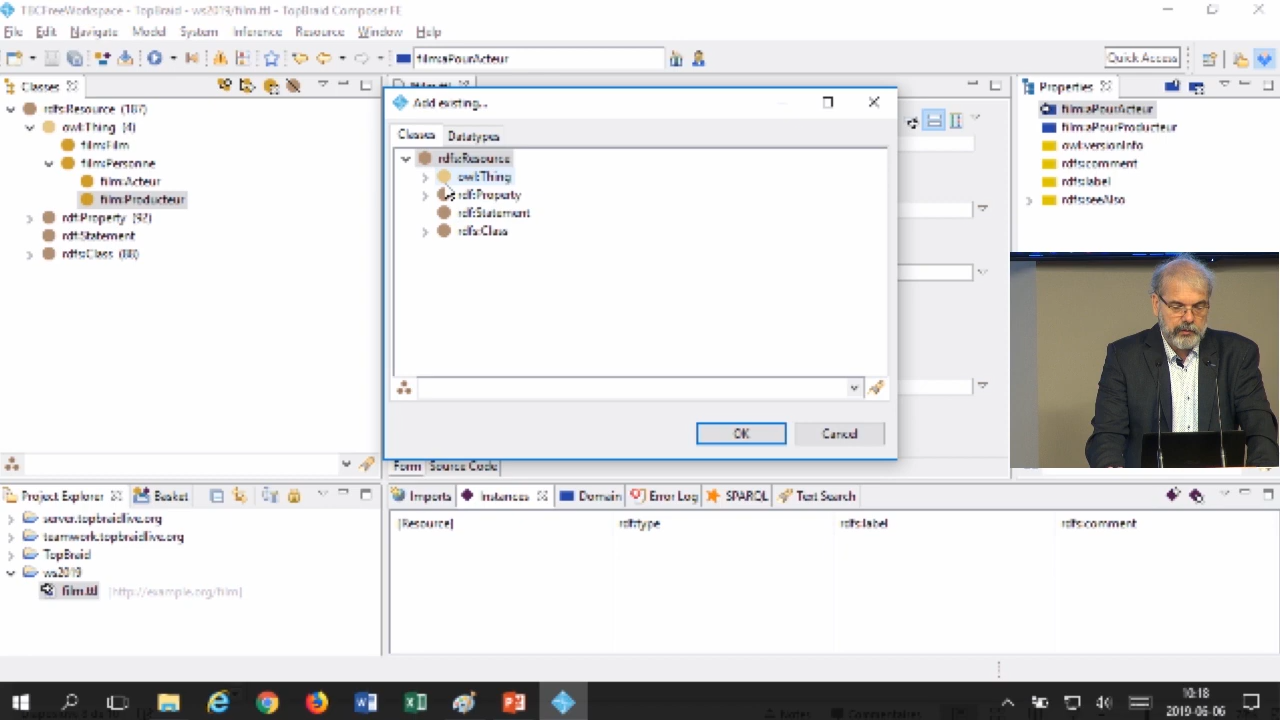 TBCFreeWorkspace - TopBraid - ws2019/film.ttl - TopBraid Composer FE
File Edit Navigate Model System Inference Resource Window Help
film:aPourActeur
Quick Access
Classes
rdfs:Resource (187)
owl:Thing (4)
film:Film
film:Personne
film:Acteur
film:Producteur
rdf:Property (92)
rdf:Statement
rdfs:Class (88)
Add existing...
Classes Datatypes
rdfs:Resource
owl:Thing
rdf:Property
rdf:Statement
rdfs:Class
OK Cancel
Form Source Code
Properties
film:aPourActeur
film:aPourProducteur
owl:versionInfo
rdfs:comment
rdfs:label
rdfs:seeAlso
Project Explorer Basket
server.topbraidlive.org
teamwork.topbraidlive.org
TopBraid
ws2019
film.ttl [http://example.org/film]
Imports Instances Domain Error Log SPARQL Text Search
[Resource] rdf:type rdfs:label rdfs:comment
10:18
2019-06-06